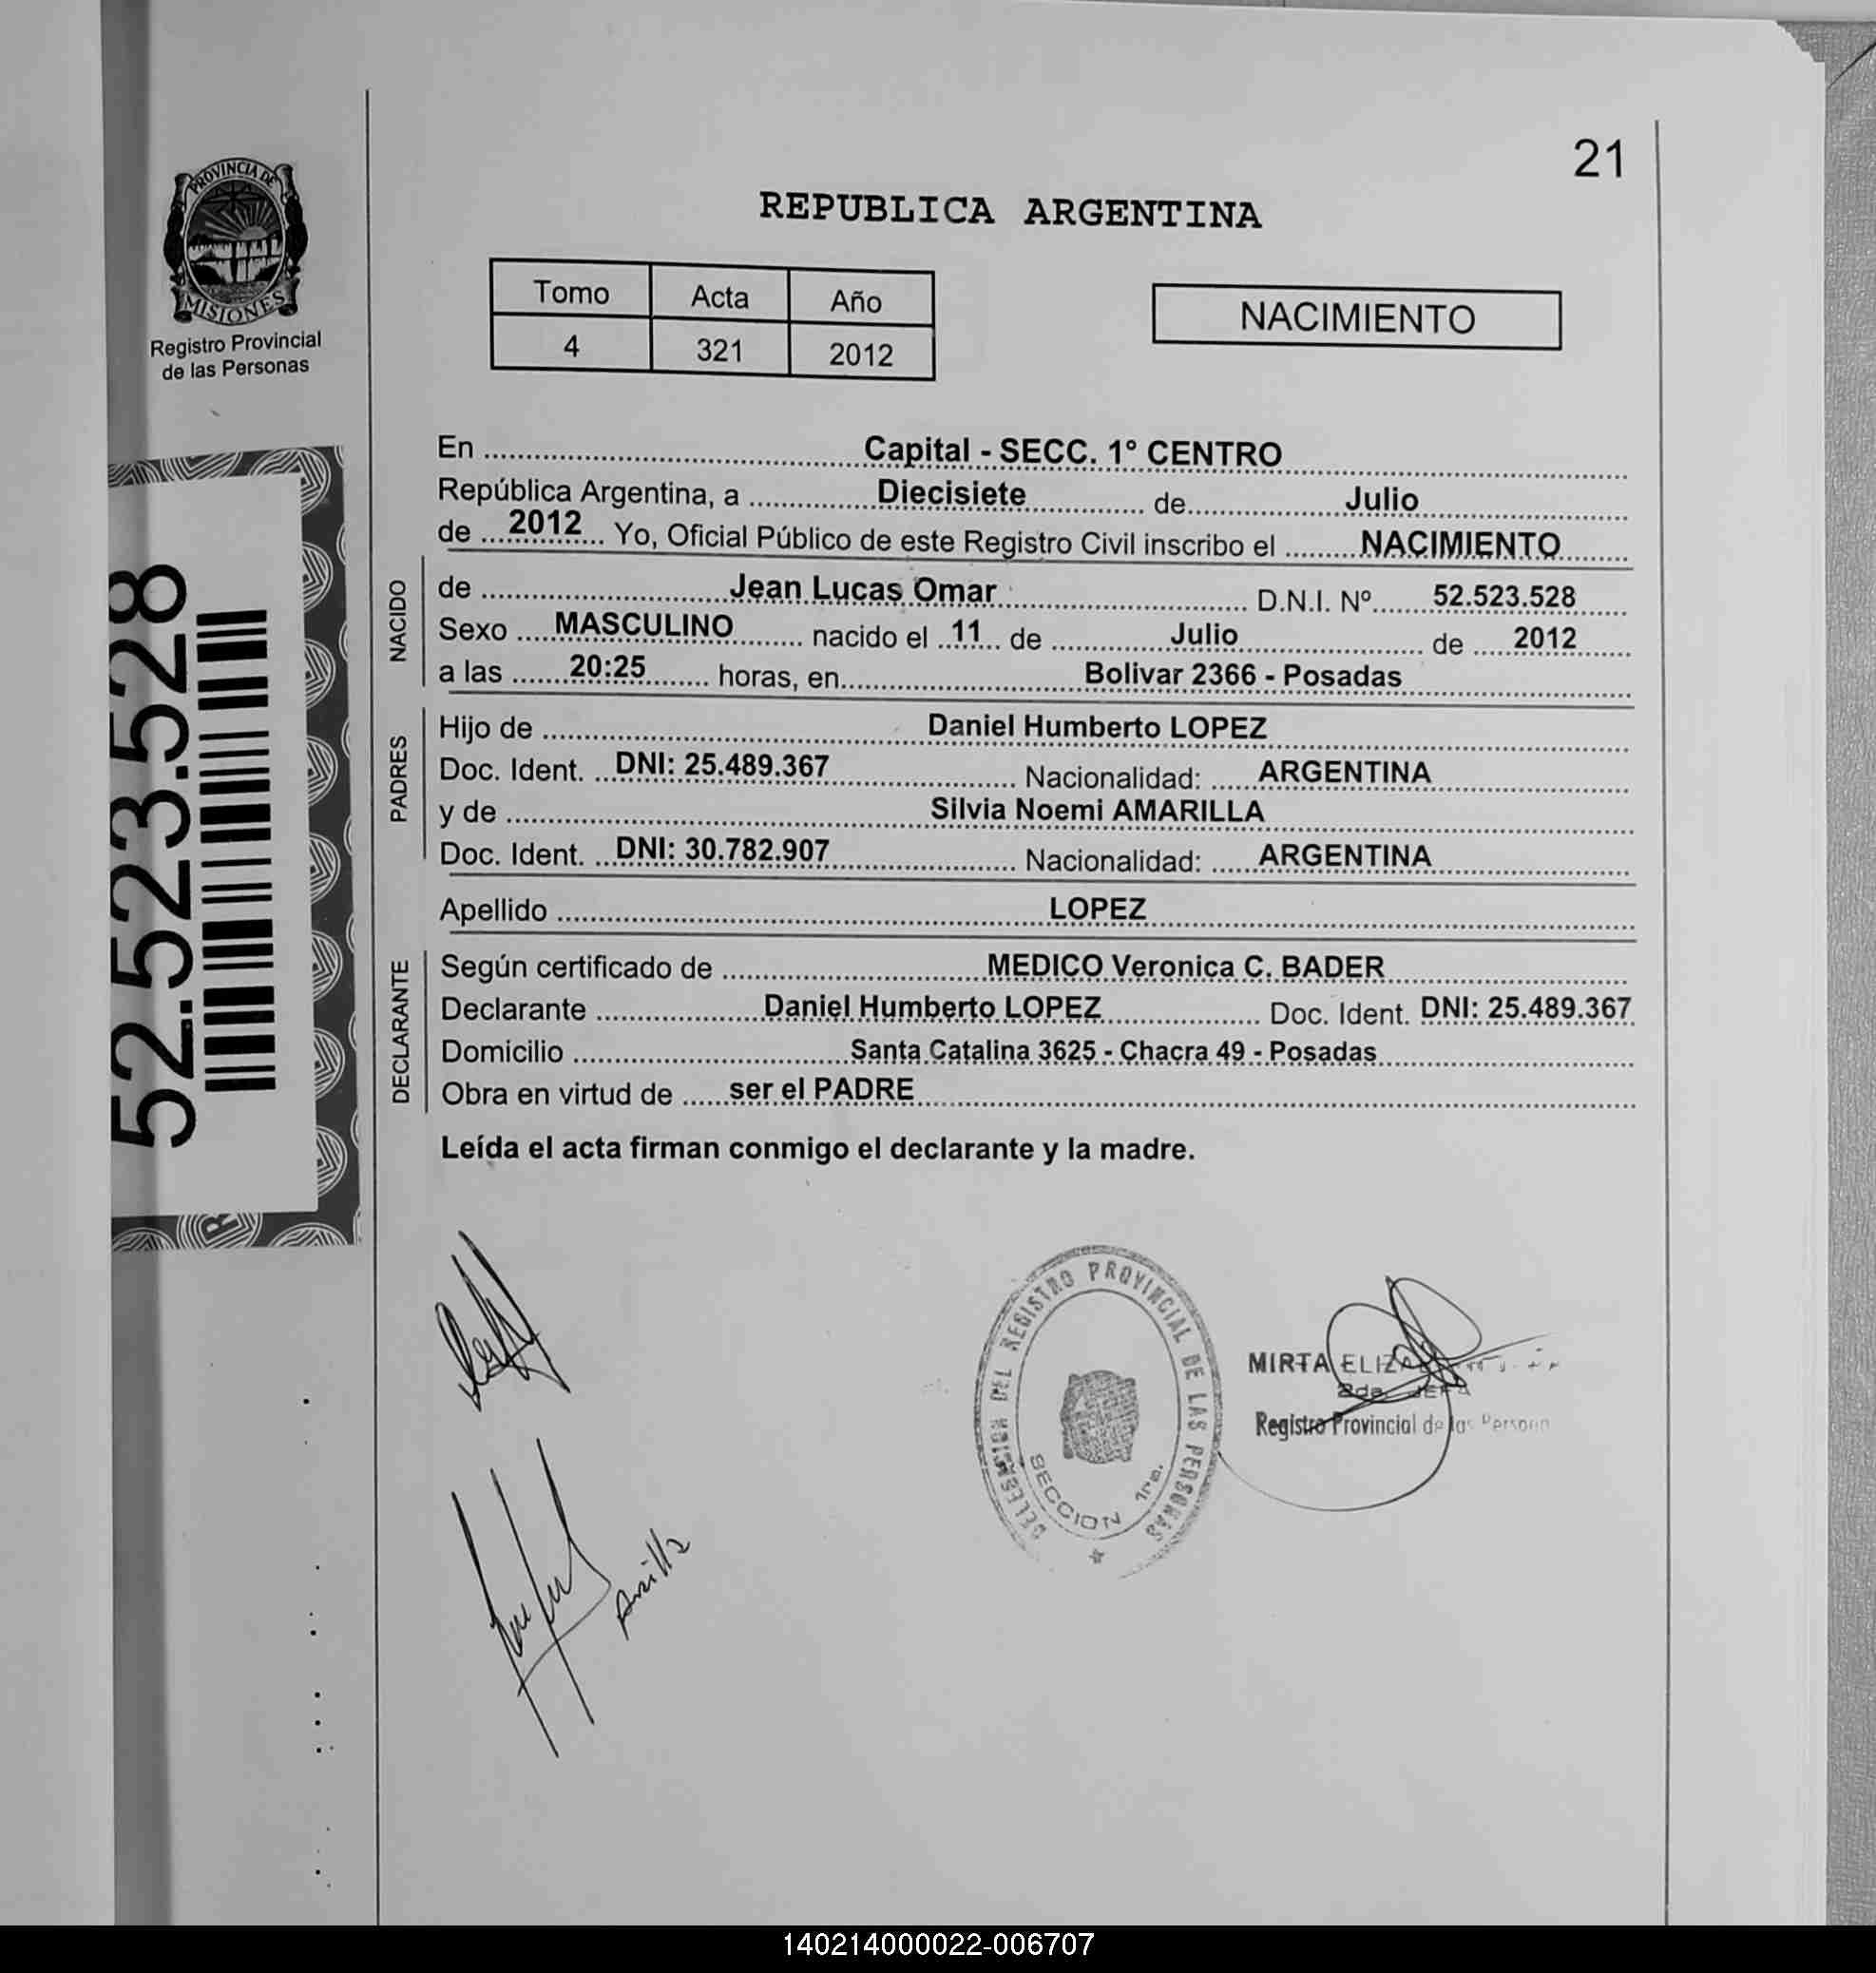 21
PROVINCIA DE
MISIONES
Registro Provincial
de las Personas
REPUBLICA ARGENTINA
Tomo Acta Año
4 321 2012
NACIMIENTO
52.523.528
En Capital - SECC. 1° CENTRO
República Argentina, a Diecisiete de Julio
de 2012 Yo, Oficial Público de este Registro Civil inscribo el NACIMIENTO
NACIDO
de Jean Lucas Omar D.N.I. Nº 52.523.528
Sexo MASCULINO nacido el 11 de Julio de 2012
a las 20:25 horas, en Bolivar 2366 - Posadas
PADRES
Hijo de Daniel Humberto LOPEZ
Doc. Ident. DNI: 25.489.367 Nacionalidad: ARGENTINA
y de Silvia Noemi AMARILLA
Doc. Ident. DNI: 30.782.907 Nacionalidad: ARGENTINA
Apellido LOPEZ
DECLARANTE
Según certificado de MEDICO Veronica C. BADER
Declarante Daniel Humberto LOPEZ Doc. Ident. DNI: 25.489.367
Domicilio Santa Catalina 3625 - Chacra 49 - Posadas
Obra en virtud de ser el PADRE
Leída el acta firman conmigo el declarante y la madre.
DELEGACION DEL REGISTRO PROVINCIAL DE LAS PERSONAS
SECCION 1ra.
MIRTA
2da. JEFA
Registro Provincial de las
140214000022-006707